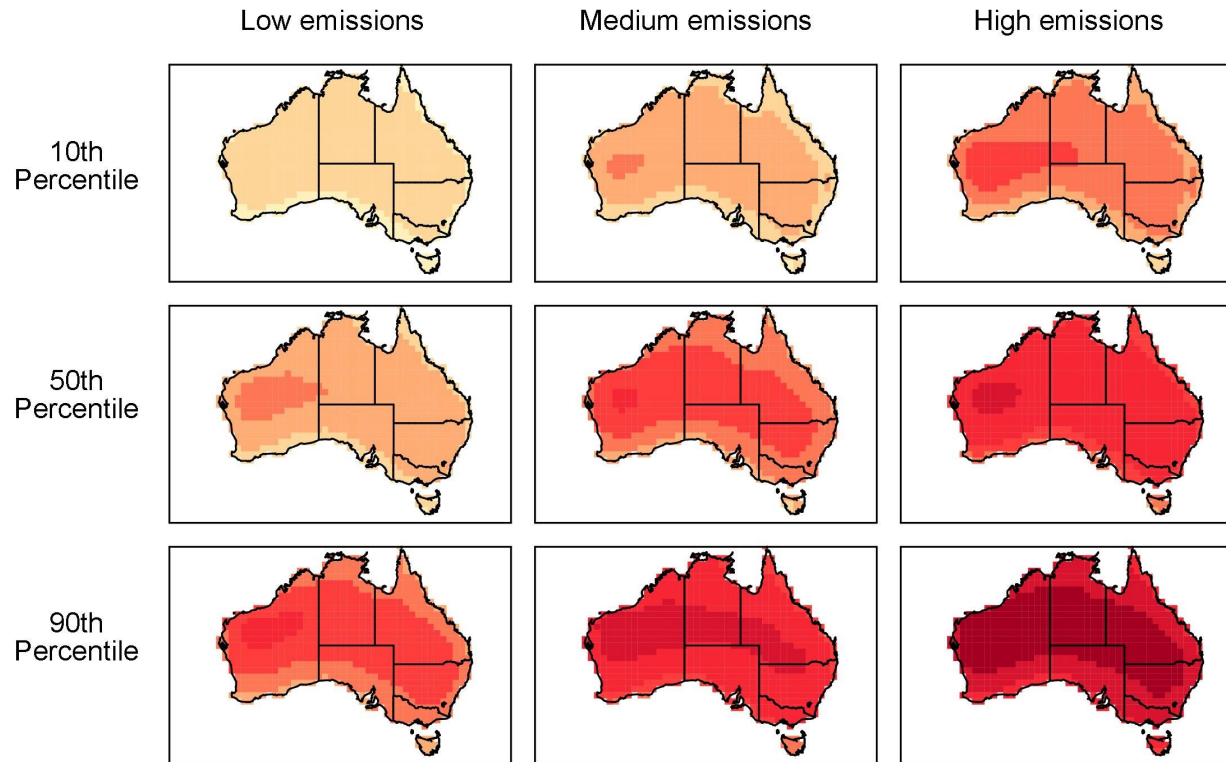 Low emissions
Medium emissions
High emissions
10th
Percentile
50th
Percentile
90th
Percentile